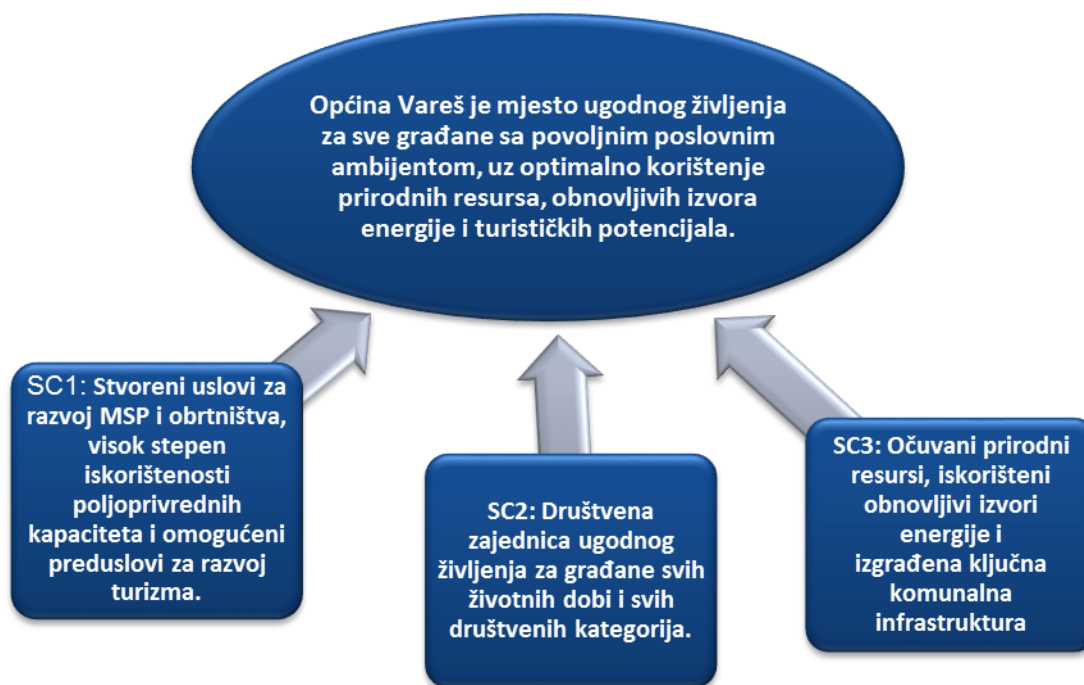 Općina Vareš je mjesto ugodnog življenja
za sve građane sa povoljnim poslovnim
ambijentom, uz optimalno korištenje
prirodnih resursa, obnovljivih izvora
energije i turističkih potencijala.
SC1: Stvoreni uslovi za
razvoj MSP i obrtništva,
visok stepen
iskorištenosti
poljoprivrednih
kapaciteta i omogućeni
preduslovi za razvoj
turizma.
SC2: Društvena
zajednica ugodnog
življenja za građane svih
životnih dobi i svih
društvenih kategorija.
SC3: Očuvani prirodni
resursi, iskorišteni
obnovljivi izvori
energije i
izgrađena ključna
komunalna
infrastruktura